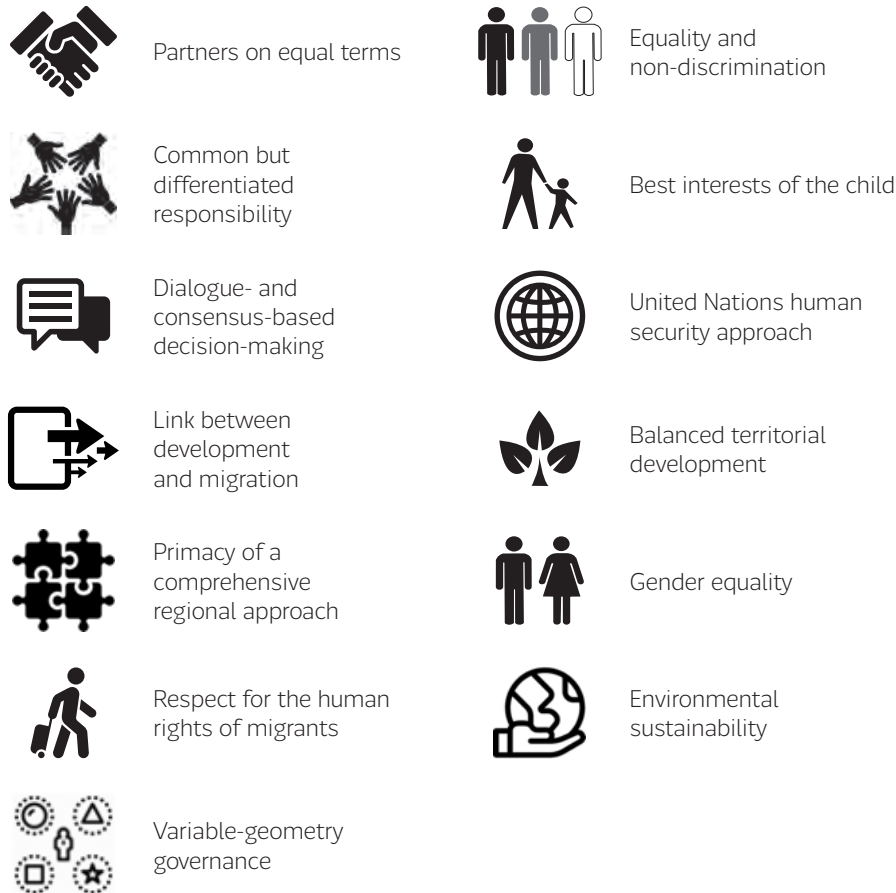 Partners on equal terms
Common but
differentiated
responsibility
Dialogue- and
consensus-based
decision-making
Link between
development
and migration
Primacy of a
comprehensive
regional approach
Respect for the human
rights of migrants
Variable-geometry
governance
Equality and
non-discrimination
Best interests of the child
United Nations human
security approach
Balanced territorial
development
Gender equality
Environmental
sustainability